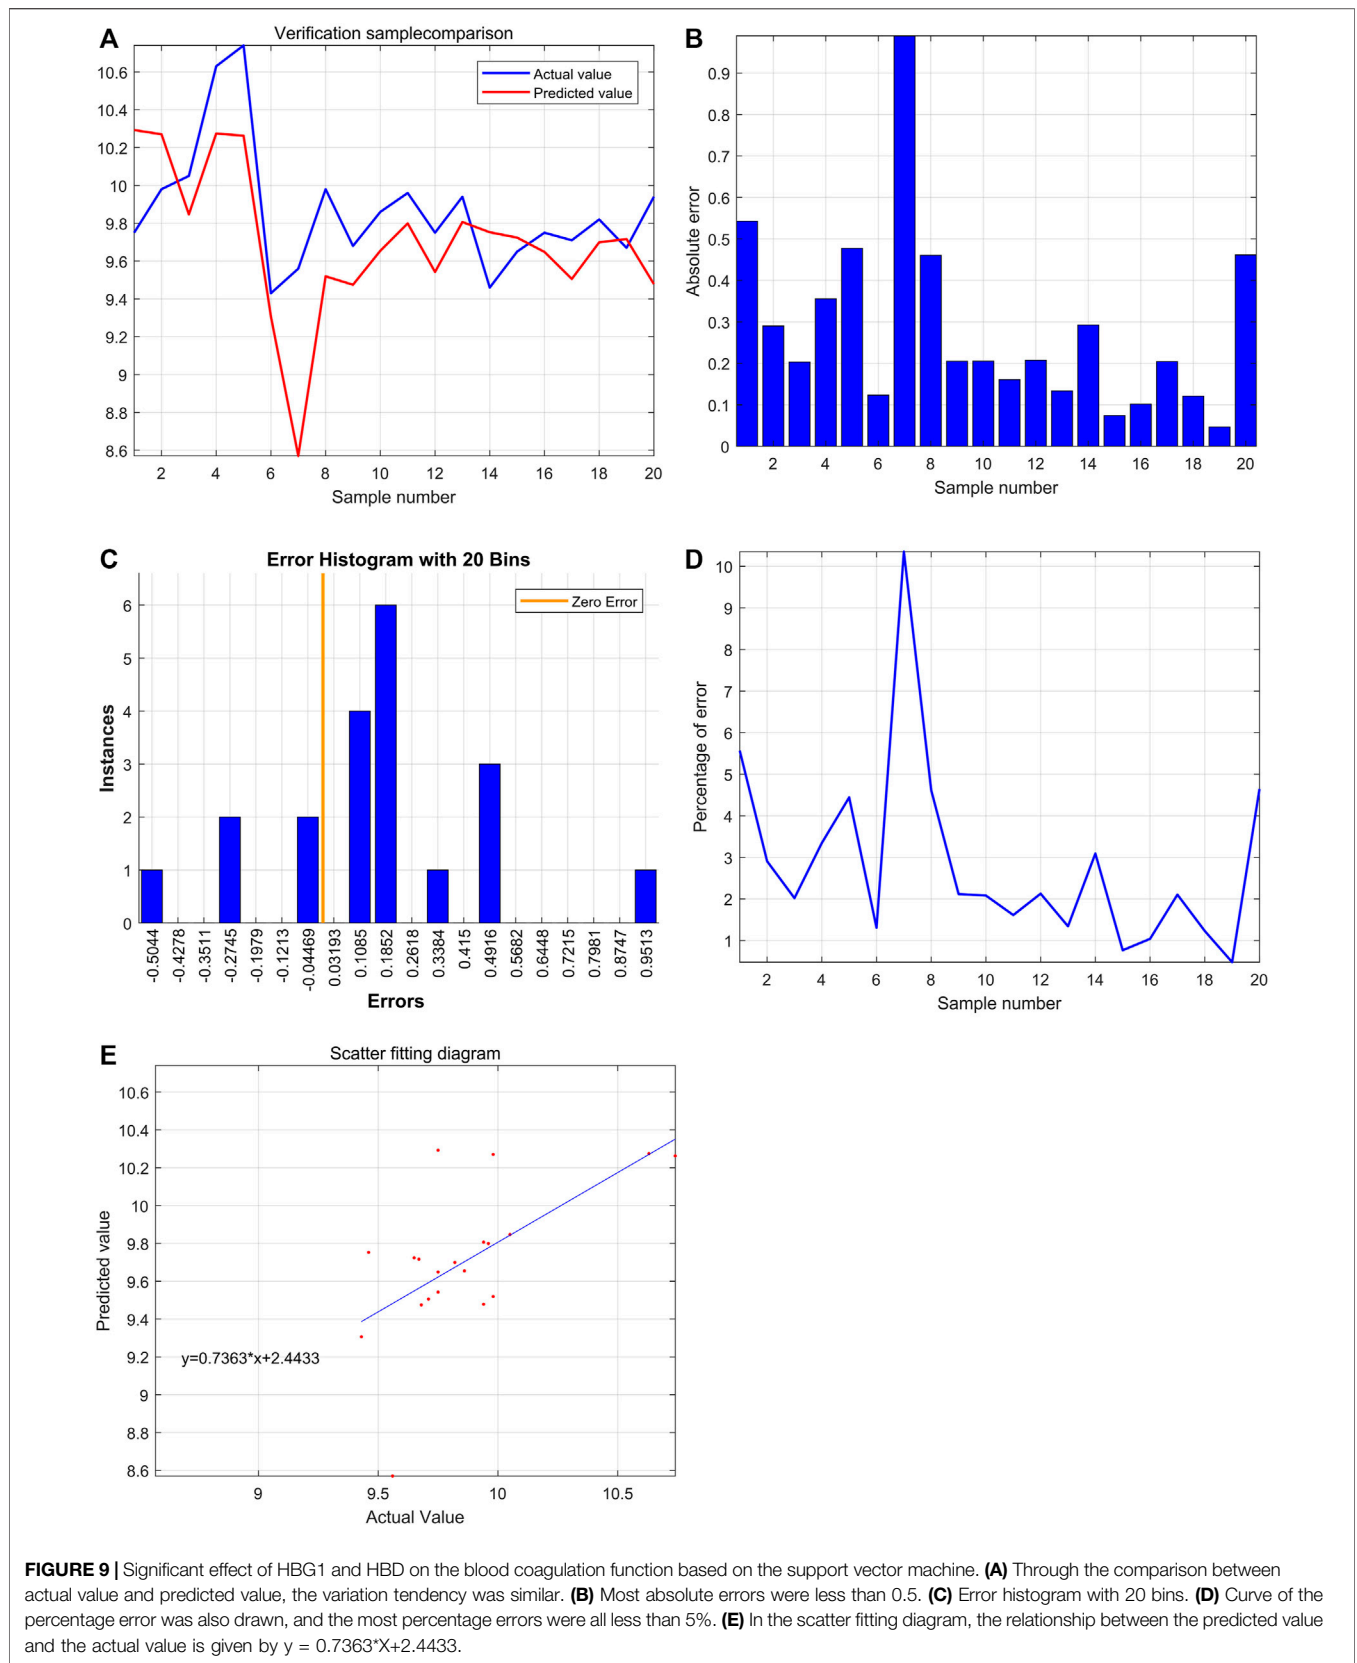 A
Verification samplecomparison
Actual value
Predicted value
10.6
10.4
10.2
10
9.8
9.6
9.4
9.2
9
8.8
8.6
2 4 6 8 10 12 14 16 18 20
Sample number
B
Absolute error
0.9
0.8
0.7
0.6
0.5
0.4
0.3
0.2
0.1
0
2 4 6 8 10 12 14 16 18 20
Sample number
C
Error Histogram with 20 Bins
Zero Error
Instances
6
5
4
3
2
1
0
-0.5044
-0.4278
-0.3511
-0.2745
-0.1979
-0.1213
-0.04469
0.03193
0.1085
0.1852
0.2618
0.3384
0.415
0.4916
0.5682
0.6448
0.7215
0.7981
0.8747
0.9513
Errors
D
Percentage of error
10
9
8
7
6
5
4
3
2
1
2 4 6 8 10 12 14 16 18 20
Sample number
E
Scatter fitting diagram
Predicted value
10.6
10.4
10.2
10
9.8
9.6
9.4
9.2
9
8.8
8.6
y=0.7363*x+2.4433
9 9.5 10 10.5
Actual Value
FIGURE 9 | Significant effect of HBG1 and HBD on the blood coagulation function based on the support vector machine. (A) Through the comparison between
actual value and predicted value, the variation tendency was similar. (B) Most absolute errors were less than 0.5. (C) Error histogram with 20 bins. (D) Curve of the
percentage error was also drawn, and the most percentage errors were all less than 5%. (E) In the scatter fitting diagram, the relationship between the predicted value
and the actual value is given by y = 0.7363*X+2.4433.